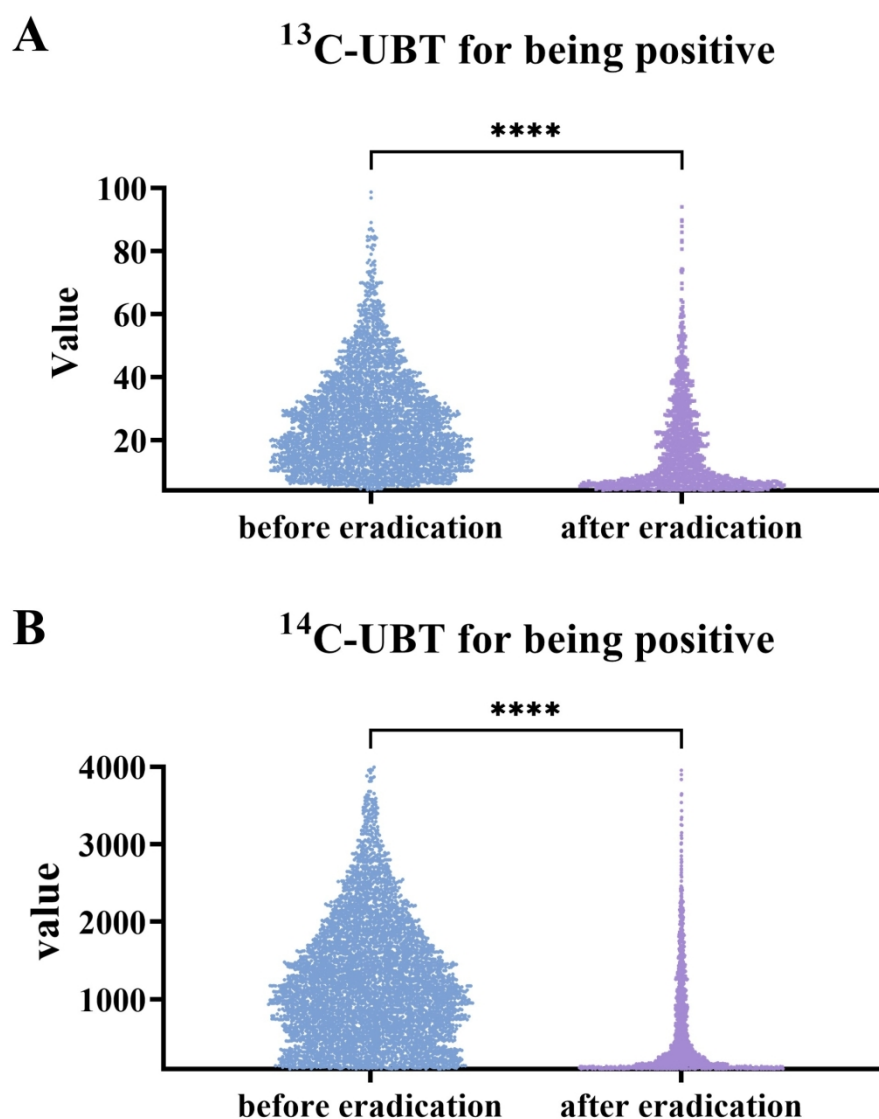 A
¹³C-UBT for being positive
****
Value
100
80
60
40
20
before eradication after eradication
B
¹⁴C-UBT for being positive
****
value
4000
3000
2000
1000
before eradication after eradication